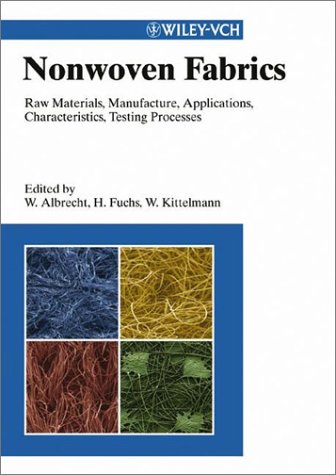 WILEY-VCH
Nonwoven Fabrics
Raw Materials, Manufacture, Applications,
Characteristics, Testing Processes
Edited by
W. Albrecht, H. Fuchs, W. Kittelmann